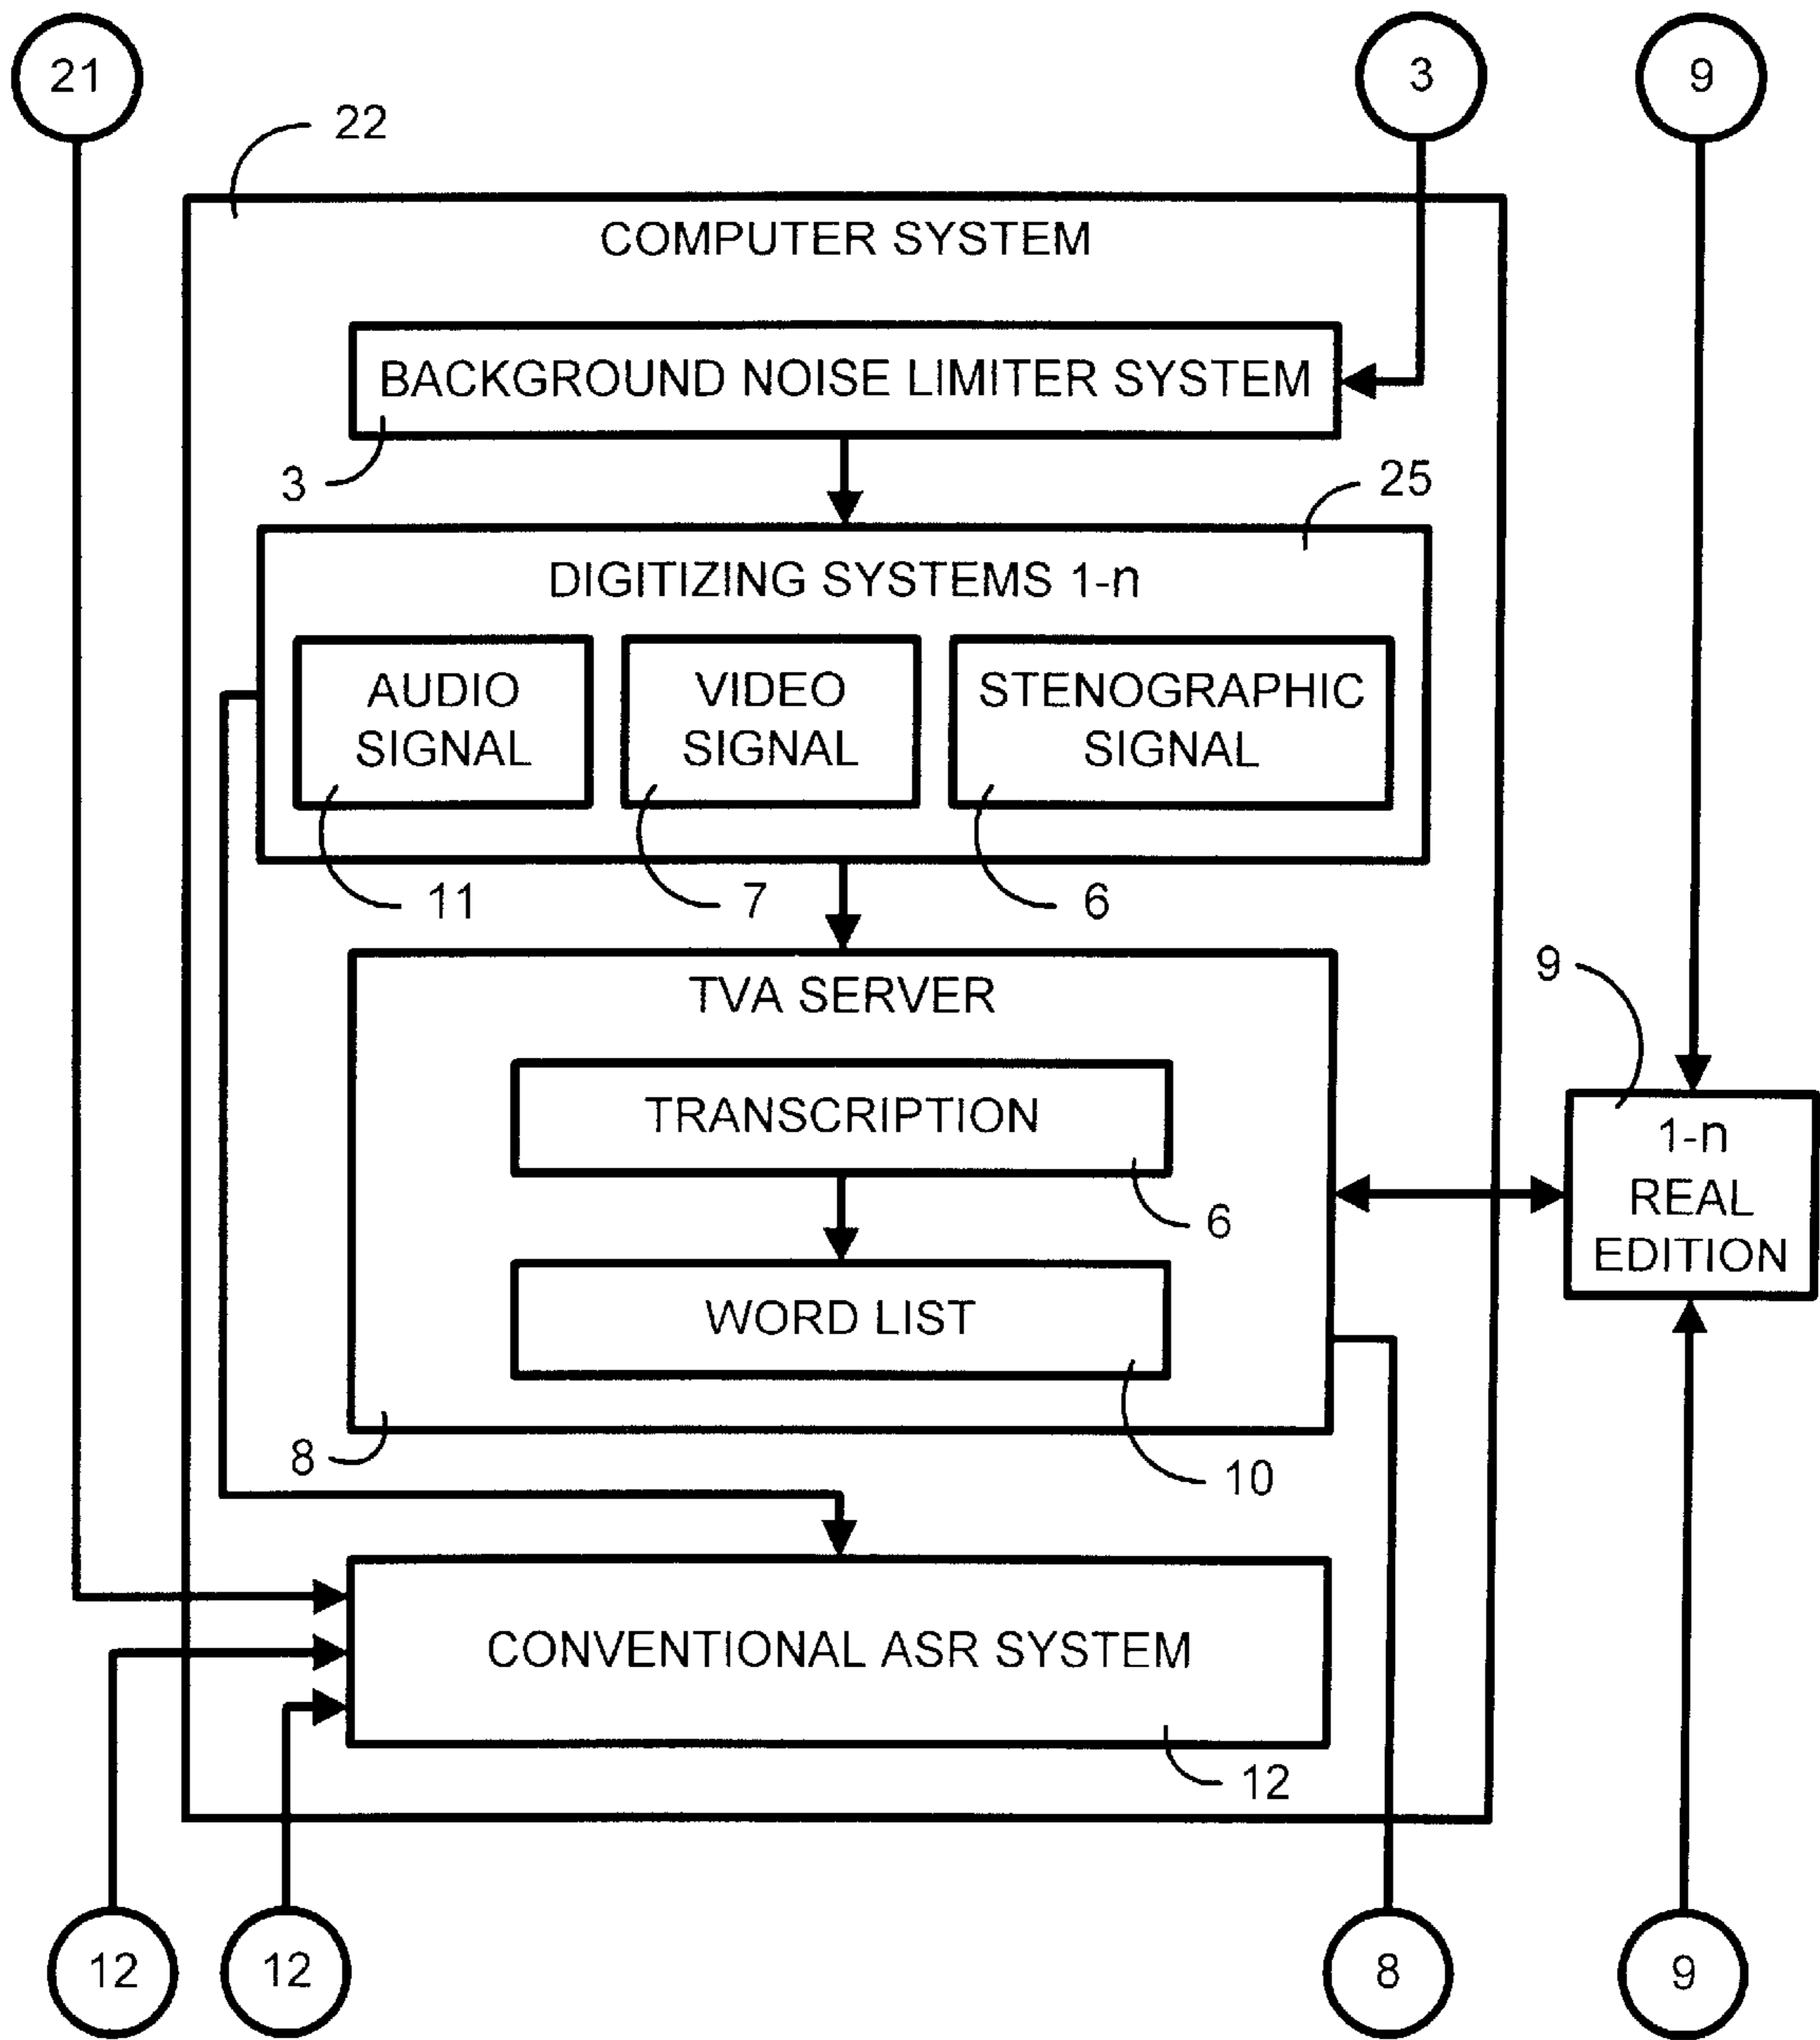 21
3
9
22
COMPUTER SYSTEM
BACKGROUND NOISE LIMITER SYSTEM
3
25
DIGITIZING SYSTEMS 1-n
AUDIO
SIGNAL
VIDEO
SIGNAL
STENOGRAPHIC
SIGNAL
11
7
6
TVA SERVER
9
TRANSCRIPTION
6
1-n
REAL
EDITION
WORD LIST
8
10
CONVENTIONAL ASR SYSTEM
12
12
12
8
9